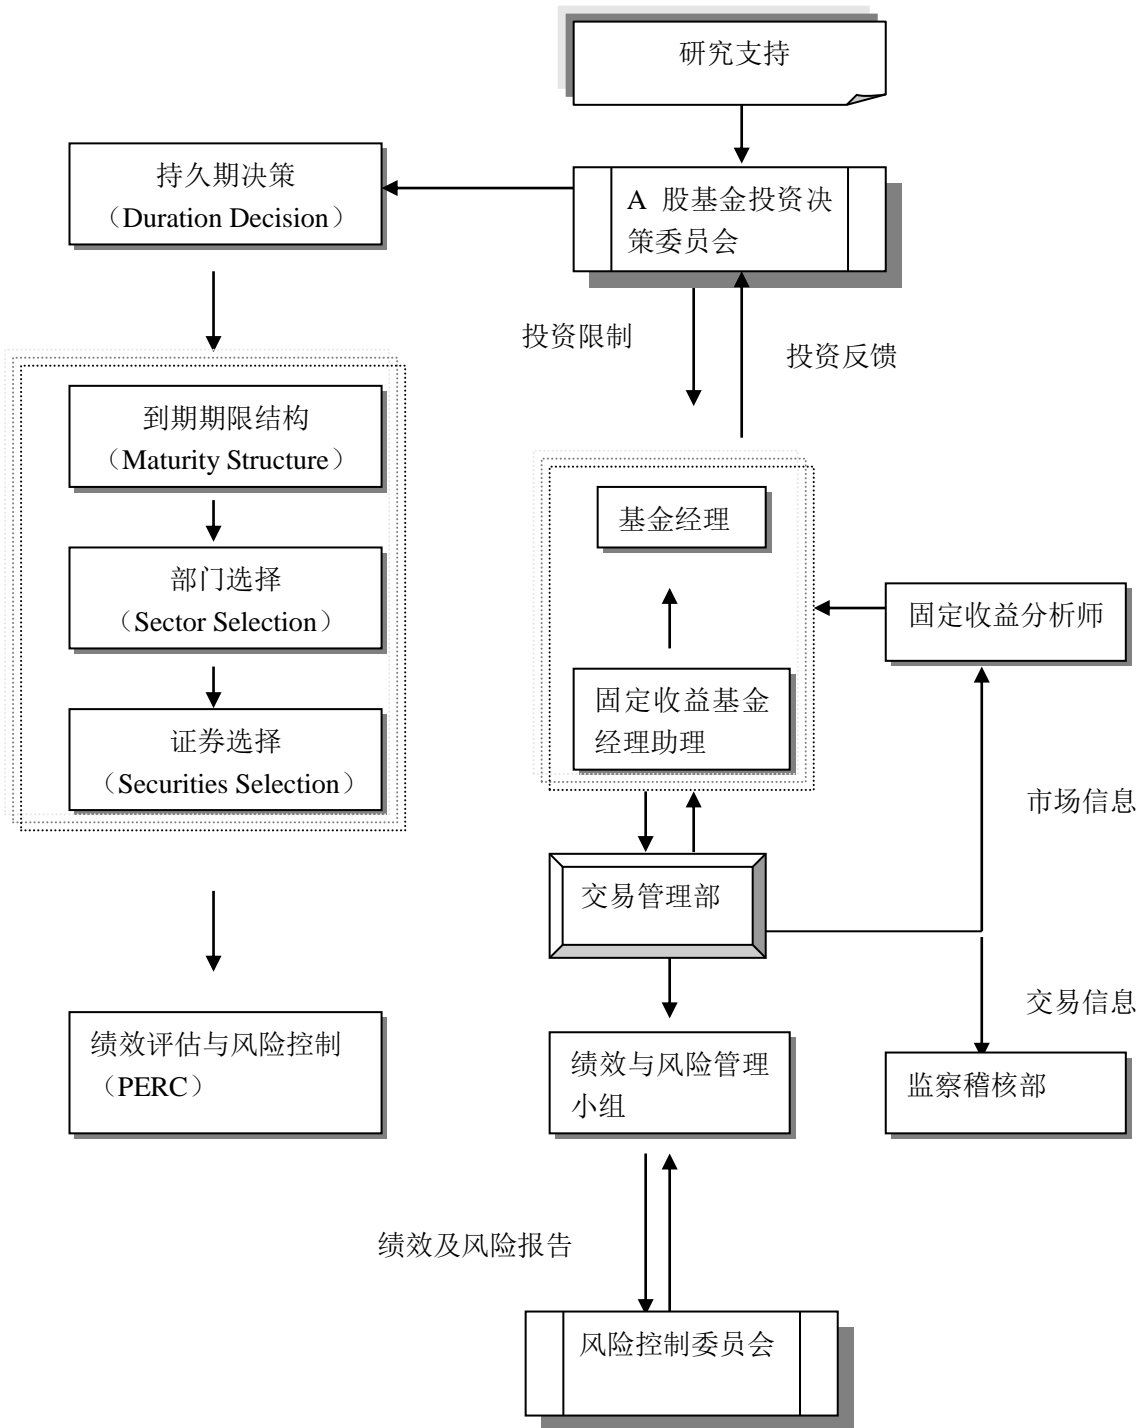 研究支持
持久期决策
（Duration Decision）
A 股基金投资决
策委员会
投资限制
投资反馈
到期期限结构
（Maturity Structure）
基金经理
部门选择
（Sector Selection）
固定收益分析师
固定收益基金
经理助理
证券选择
（Securities Selection）
市场信息
交易管理部
交易信息
绩效评估与风险控制
（PERC）
绩效与风险管理
小组
监察稽核部
绩效及风险报告
风险控制委员会